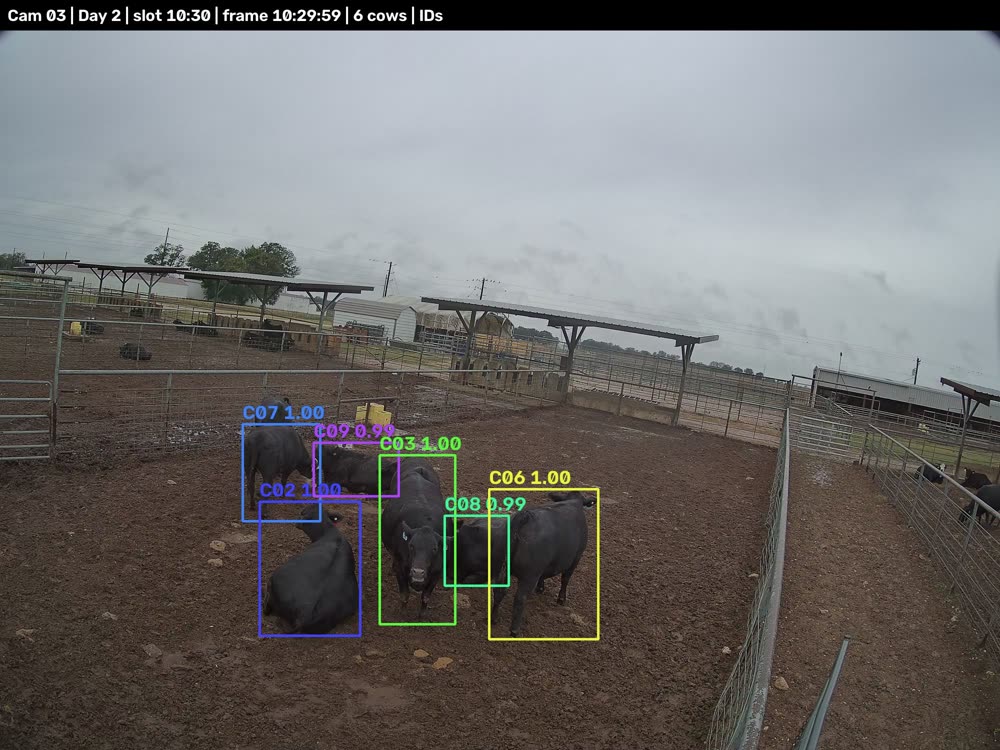 Cam 03 | Day 2 | slot 10:30 | frame 10:29:59 | 6 cows | IDs
C07 1.00
C09 0.99
C03 1.00
C06 1.00
C02 1.00
C08 0.99